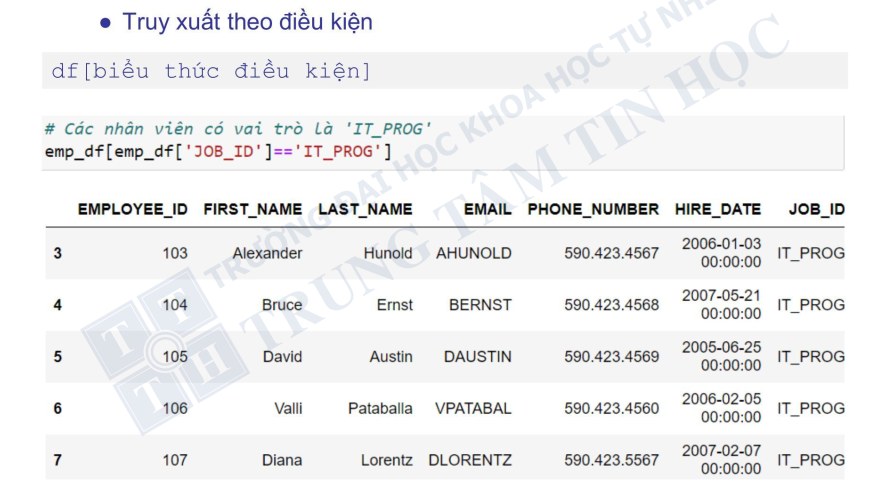 ● Truy xuất theo điều kiện
df[biểu thức điều kiện]
# Các nhân viên có vai trò là 'IT_PROG'
emp_df[emp_df['JOB_ID']=='IT_PROG']
EMPLOYEE_ID FIRST_NAME LAST_NAME EMAIL PHONE_NUMBER HIRE_DATE JOB_ID
3 103 Alexander Hunold AHUNOLD 590.423.4567 2006-01-03 00:00:00 IT_PROG
4 104 Bruce Ernst BERNST 590.423.4568 2007-05-21 00:00:00 IT_PROG
5 105 David Austin DAUSTIN 590.423.4569 2005-06-25 00:00:00 IT_PROG
6 106 Valli Pataballa VPATABAL 590.423.4560 2006-02-05 00:00:00 IT_PROG
7 107 Diana Lorentz DLORENTZ 590.423.5567 2007-02-07 00:00:00 IT_PROG
TRƯỜNG ĐẠI HỌC KHOA HỌC TỰ NHI
TRUNG TÂM TIN HỌC
T T T H